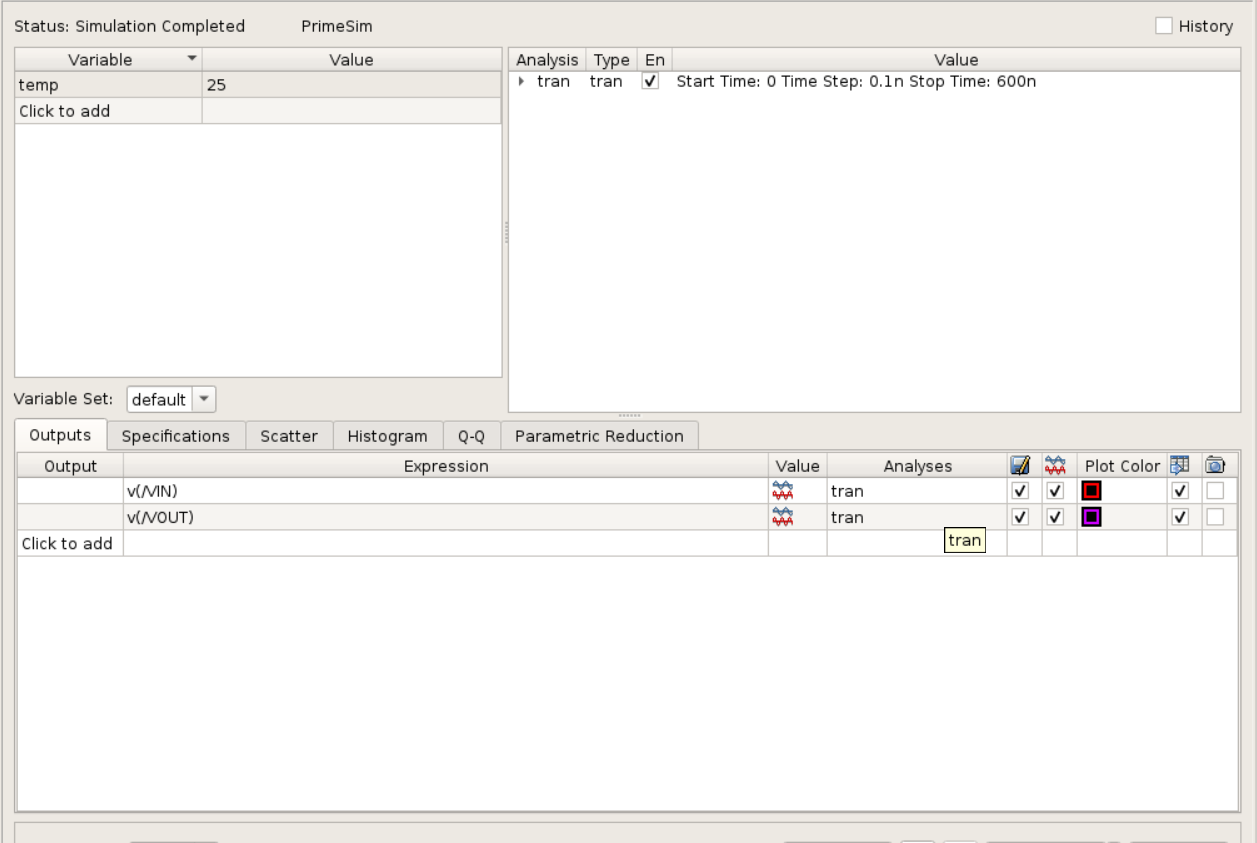 Status: Simulation Completed PrimeSim History
Variable Value
temp 25
Click to add
Analysis Type En Value
tran tran Start Time: 0 Time Step: 0.1n Stop Time: 600n
Variable Set: default
Outputs Specifications Scatter Histogram Q-Q Parametric Reduction
Output Expression Value Analyses Plot Color
v(/VIN) tran
v(/VOUT) tran
Click to add
tran